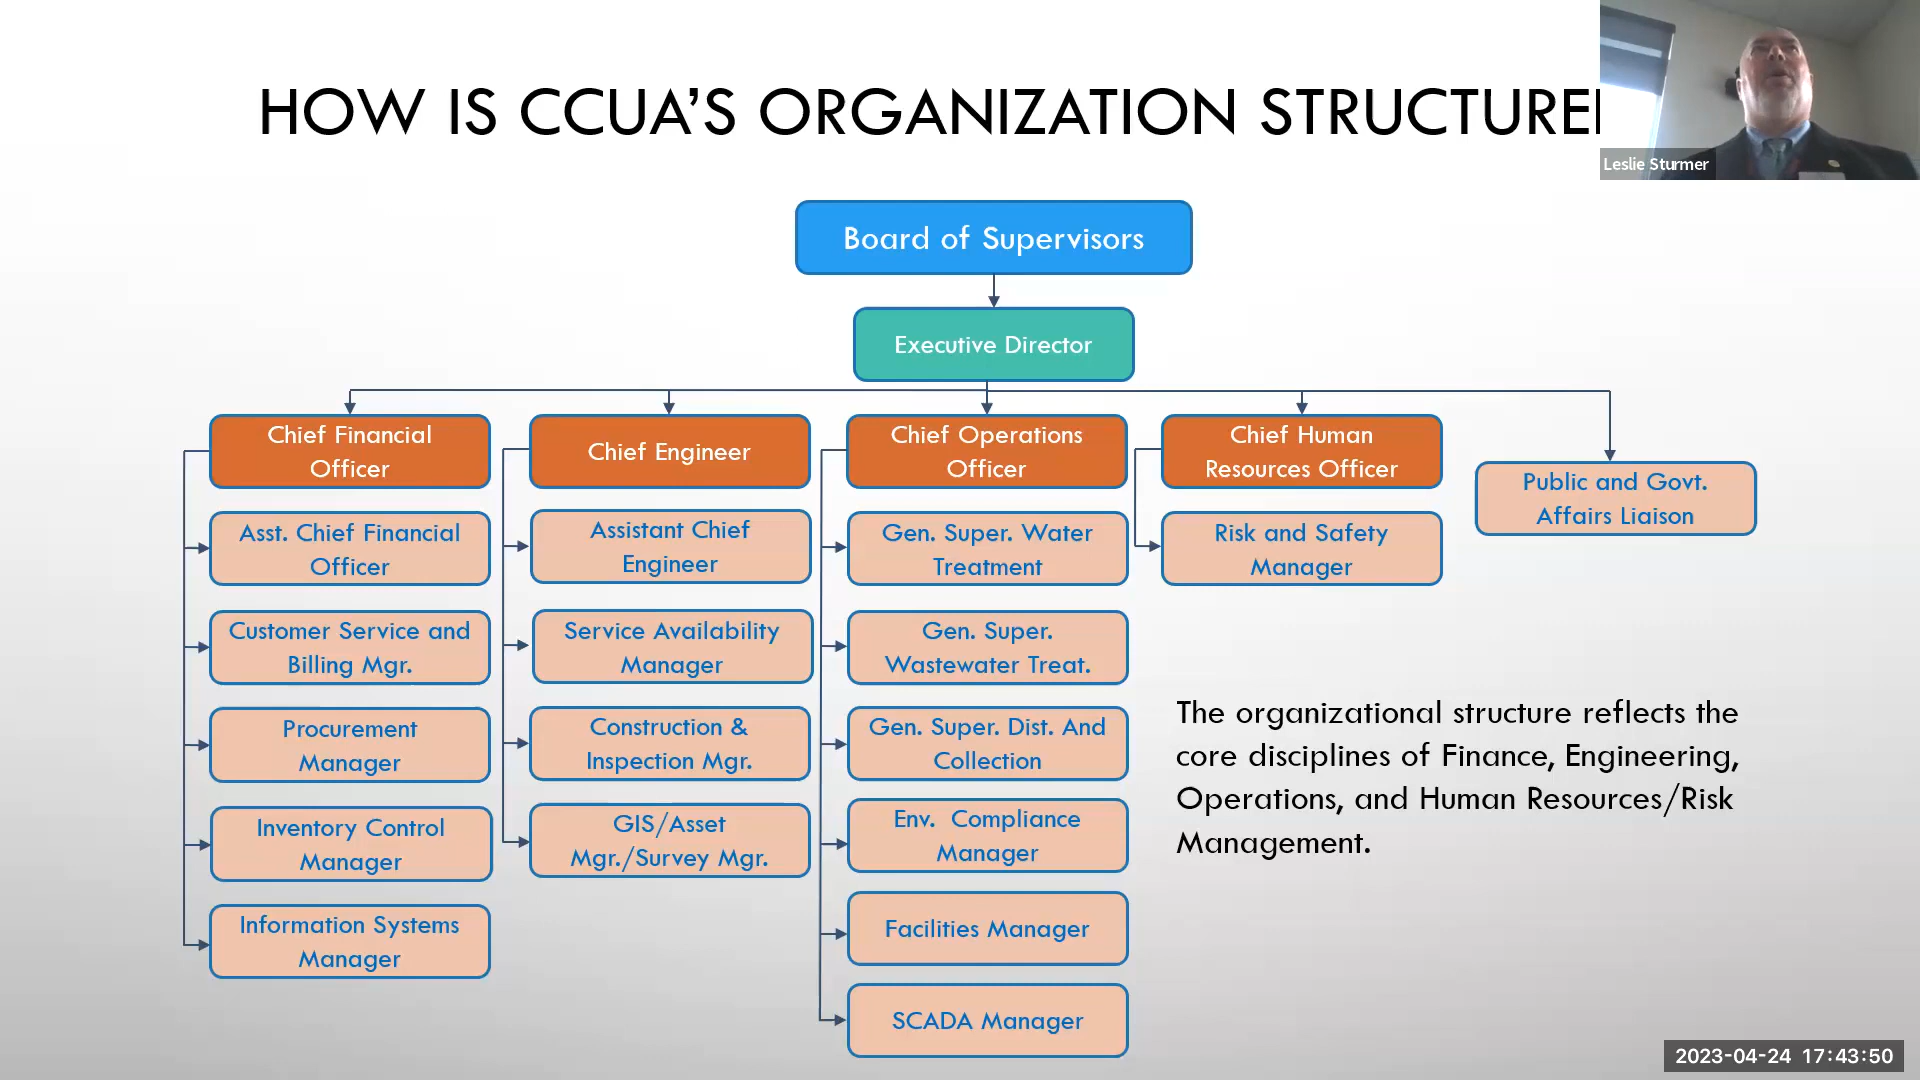 HOW IS CCUA’S ORGANIZATION STRUCTURE
Leslie Sturmer
Board of Supervisors
Executive Director
Chief Financial
Officer
Chief Engineer
Chief Operations
Officer
Chief Human
Resources Officer
Public and Govt.
Affairs Liaison
Asst. Chief Financial
Officer
Assistant Chief
Engineer
Gen. Super. Water
Treatment
Risk and Safety
Manager
Customer Service and
Billing Mgr.
Service Availability
Manager
Gen. Super.
Wastewater Treat.
Procurement
Manager
Construction &
Inspection Mgr.
Gen. Super. Dist. And
Collection
The organizational structure reflects the
core disciplines of Finance, Engineering,
Operations, and Human Resources/Risk
Management.
Inventory Control
Manager
GIS/Asset
Mgr./Survey Mgr.
Env. Compliance
Manager
Information Systems
Manager
Facilities Manager
SCADA Manager
2023-04-24 17:43:50